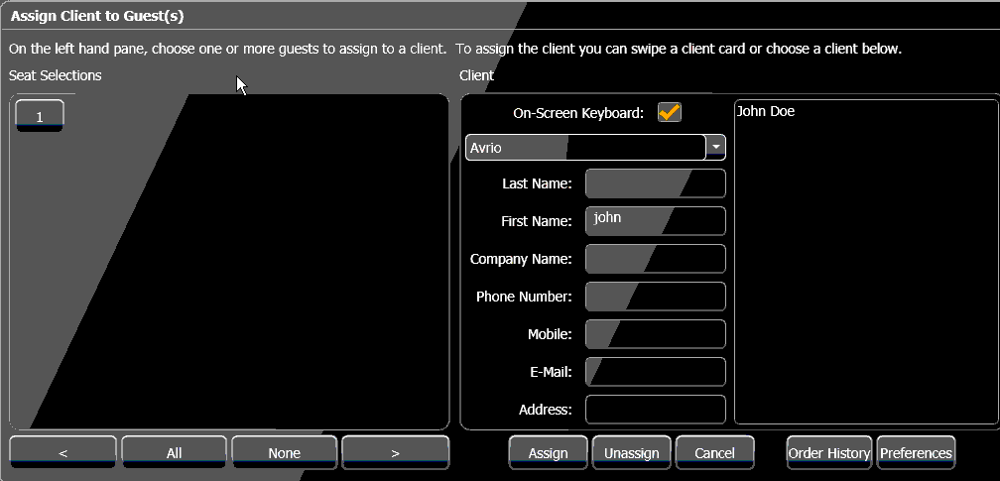 Assign Client to Guest(s)
On the left hand pane, choose one or more guests to assign to a client.  To assign the client you can swipe a client card or choose a client below.
Seat Selections
Client
1
On-Screen Keyboard:
Avrio
Last Name:
First Name: john
Company Name:
Phone Number:
Mobile:
E-Mail:
Address:
John Doe
< All None >
Assign Unassign Cancel Order History Preferences